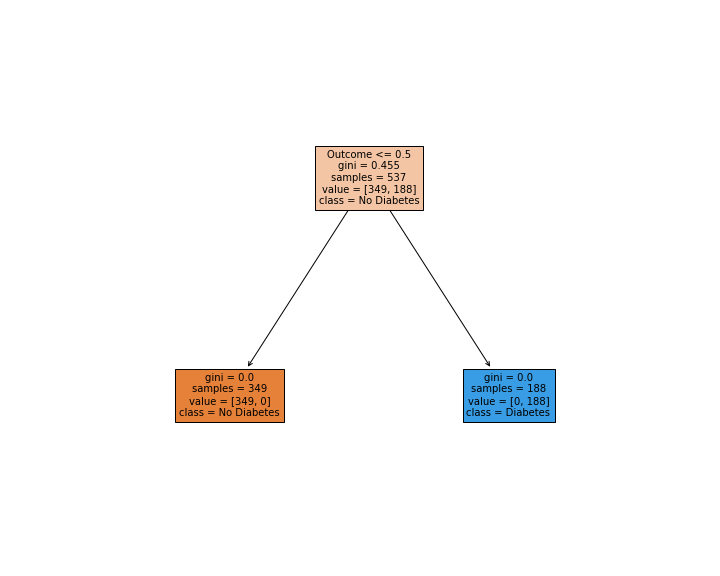 Outcome <= 0.5
gini = 0.455
samples = 537
value = [349, 188]
class = No Diabetes
gini = 0.0
samples = 349
value = [349, 0]
class = No Diabetes
gini = 0.0
samples = 188
value = [0, 188]
class = Diabetes